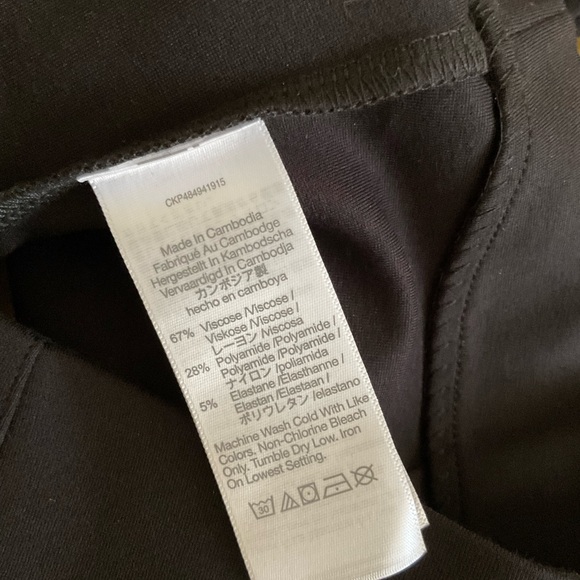 CKP484941915
Made In Cambodia
Fabriqué Au Cambodge
Hergestellt In Kambodscha
Vervaardigd In Cambodja
カンボジア製
hecho en camboya
67% Viscose /Viscose /
Viskose /Viscose /
レーヨン /viscosa
28% Polyamide /Polyamide /
Polyamide /Polyamide /
ナイロン /poliamida
5% Elastane /Elasthanne /
Elastan /Elastaan /
ポリウレタン /elastano
Machine Wash Cold With Like
Colors. Non-Chlorine Bleach
Only. Tumble Dry Low. Iron
On Lowest Setting.
30